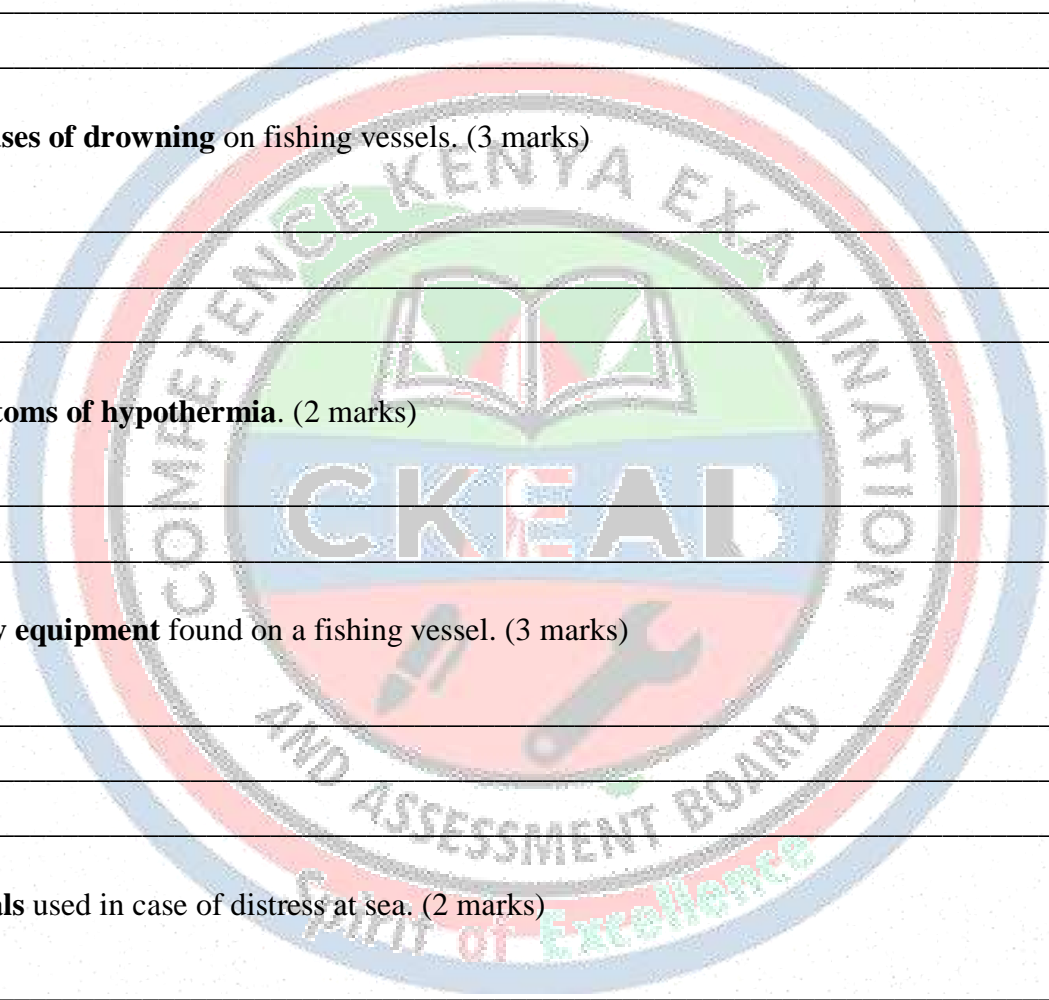 ses of drowning on fishing vessels. (3 marks)
COMPETENCE KENYA EXAMINATION
toms of hypothermia. (2 marks)
CKEAB
equipment found on a fishing vessel. (3 marks)
AND ASSESSMENT BOARD
used in case of distress at sea. (2 marks)
Spirit of Excellence